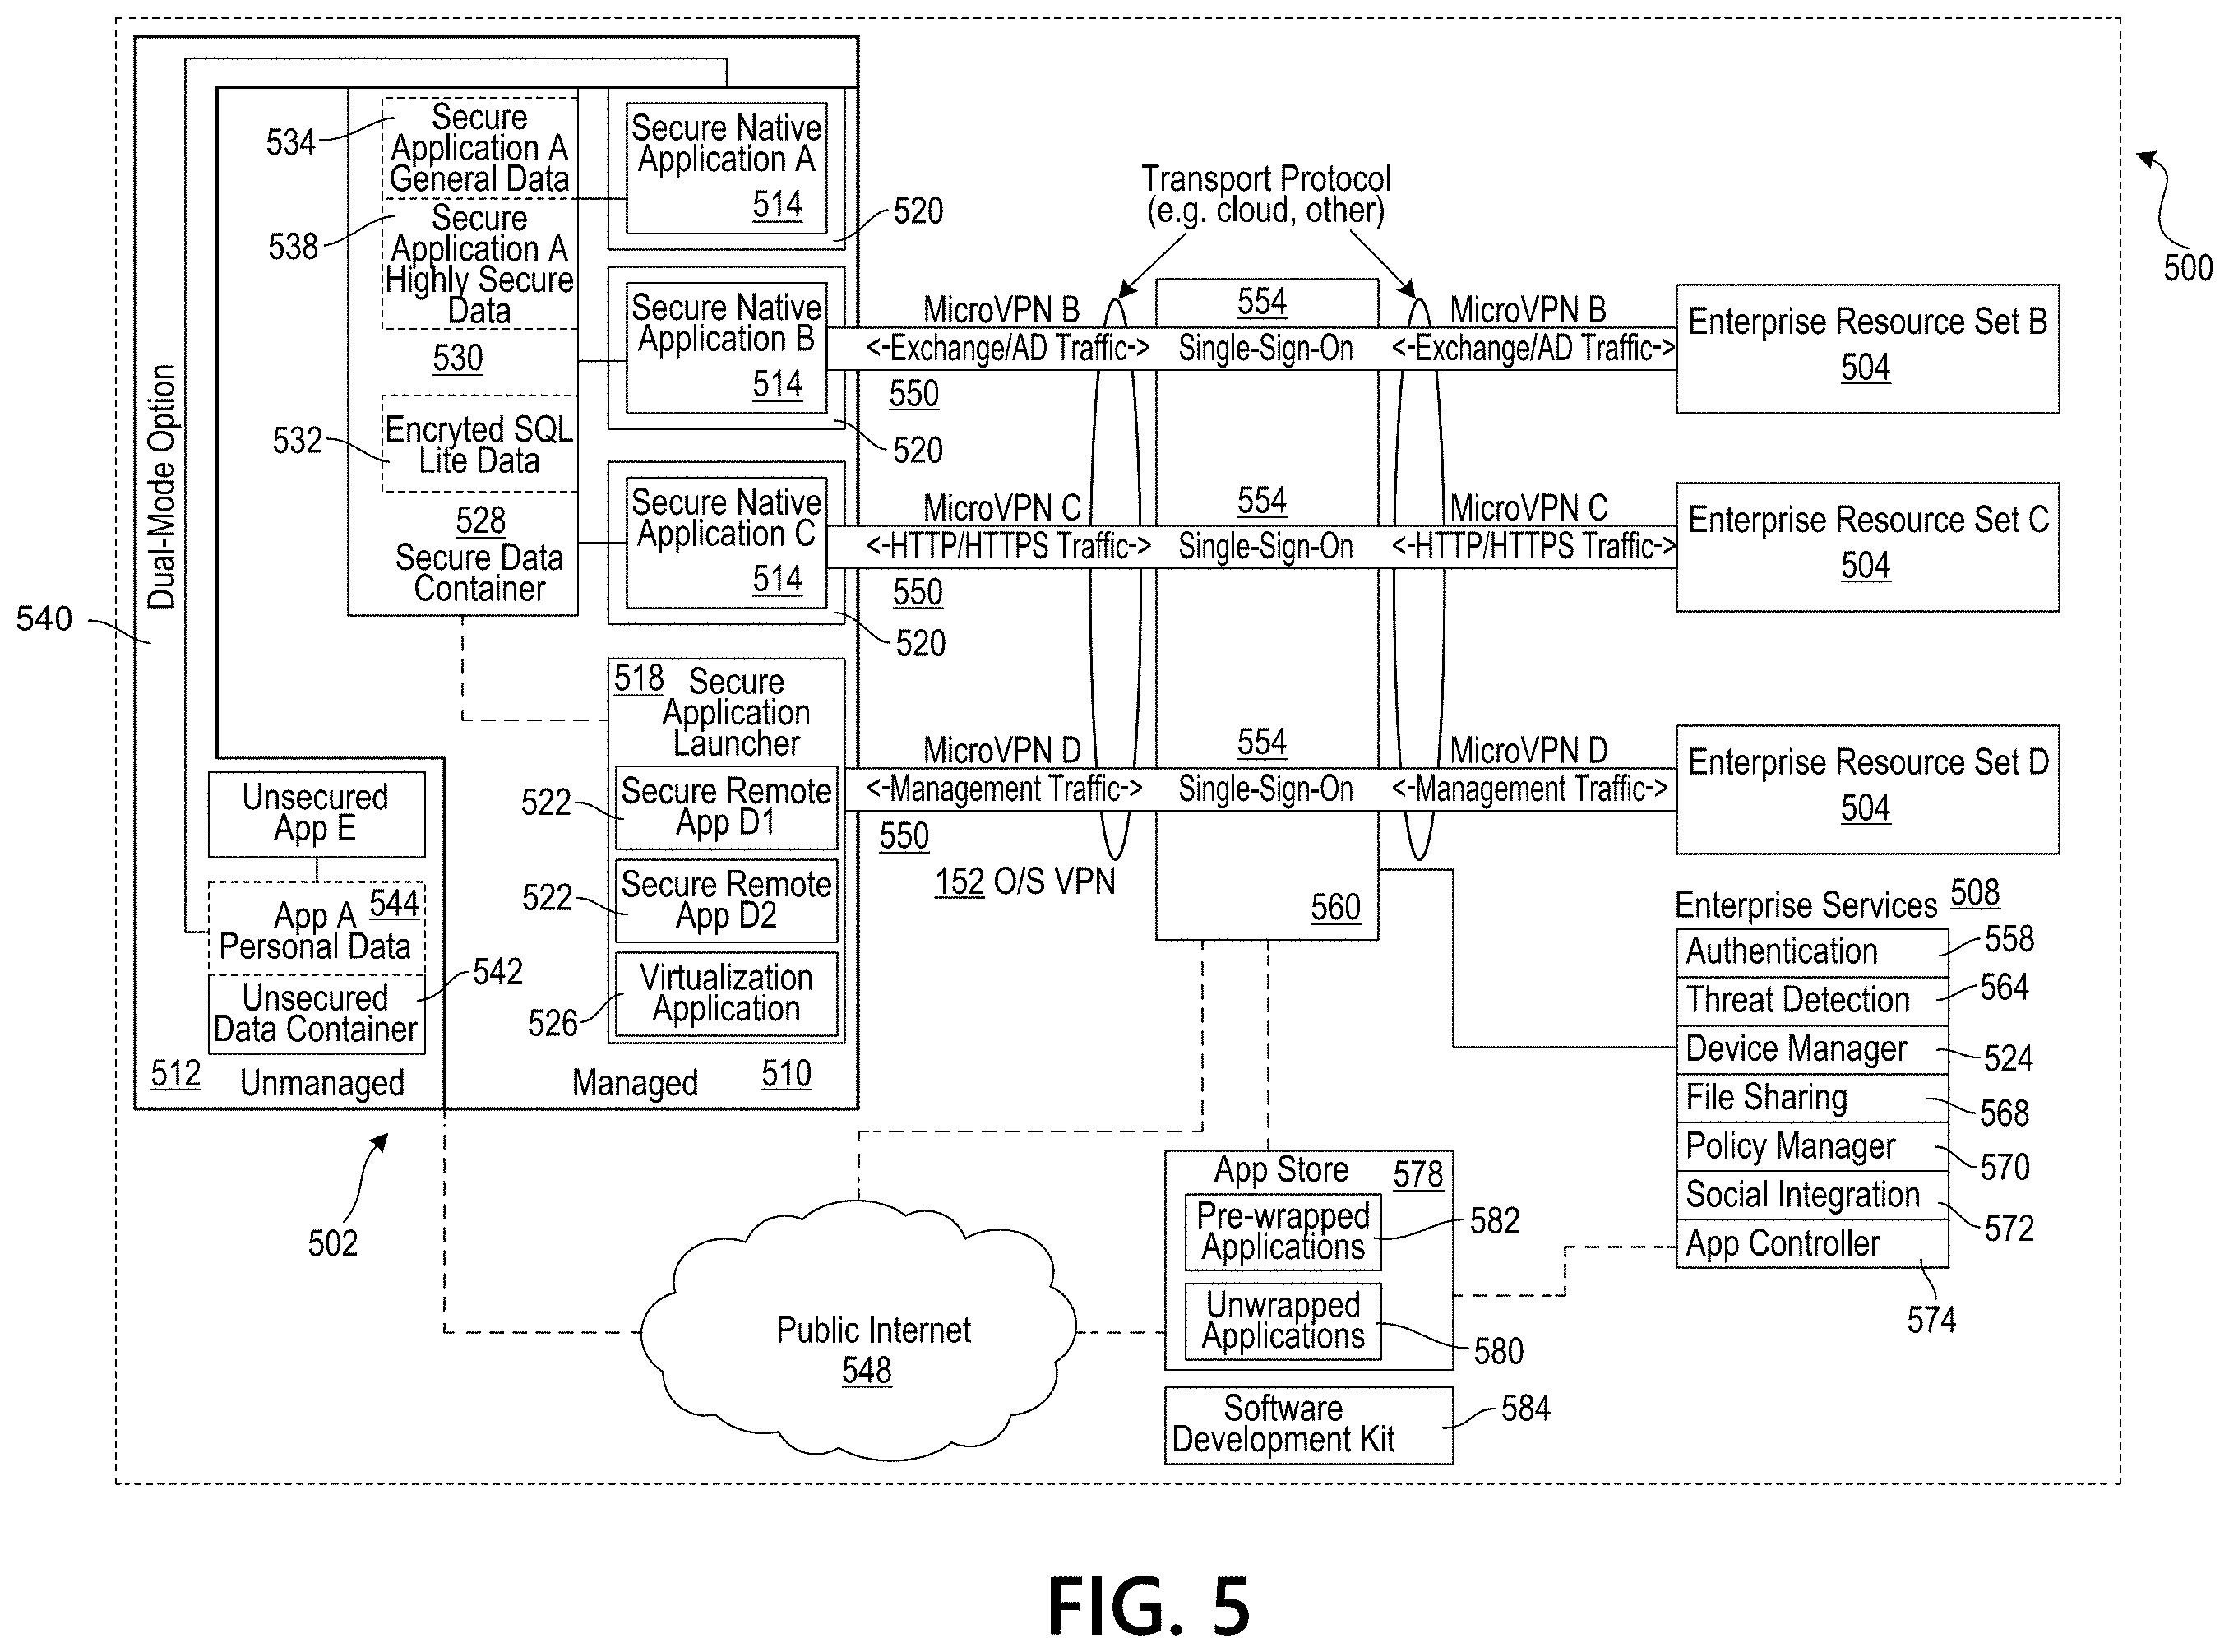 500
540
Dual-Mode Option
534
Secure
Application A
General Data
538
Secure
Application A
Highly Secure
Data
530
532
Encryted SQL
Lite Data
528
Secure Data
Container
Secure Native
Application A
514
520
Secure Native
Application B
514
520
Secure Native
Application C
514
520
518 Secure
Application
Launcher
522
Secure Remote
App D1
522
Secure Remote
App D2
526
Virtualization
Application
Managed 510
Unsecured
App E
App A 544
Personal Data
542
Unsecured
Data Container
512 Unmanaged
502
Transport Protocol
(e.g. cloud, other)
MicroVPN B
<-Exchange/AD Traffic->
550
554
Single-Sign-On
MicroVPN B
<-Exchange/AD Traffic->
Enterprise Resource Set B
504
MicroVPN C
<-HTTP/HTTPS Traffic->
550
554
Single-Sign-On
MicroVPN C
<-HTTP/HTTPS Traffic->
Enterprise Resource Set C
504
MicroVPN D
<-Management Traffic->
550
554
Single-Sign-On
MicroVPN D
<-Management Traffic->
Enterprise Resource Set D
504
152 O/S VPN
560
Enterprise Services 508
Authentication
558
Threat Detection
564
Device Manager
524
File Sharing
568
Policy Manager
570
Social Integration
572
App Controller
574
Public Internet
548
App Store 578
Pre-wrapped
Applications
582
Unwrapped
Applications
580
Software
Development Kit
584
FIG. 5